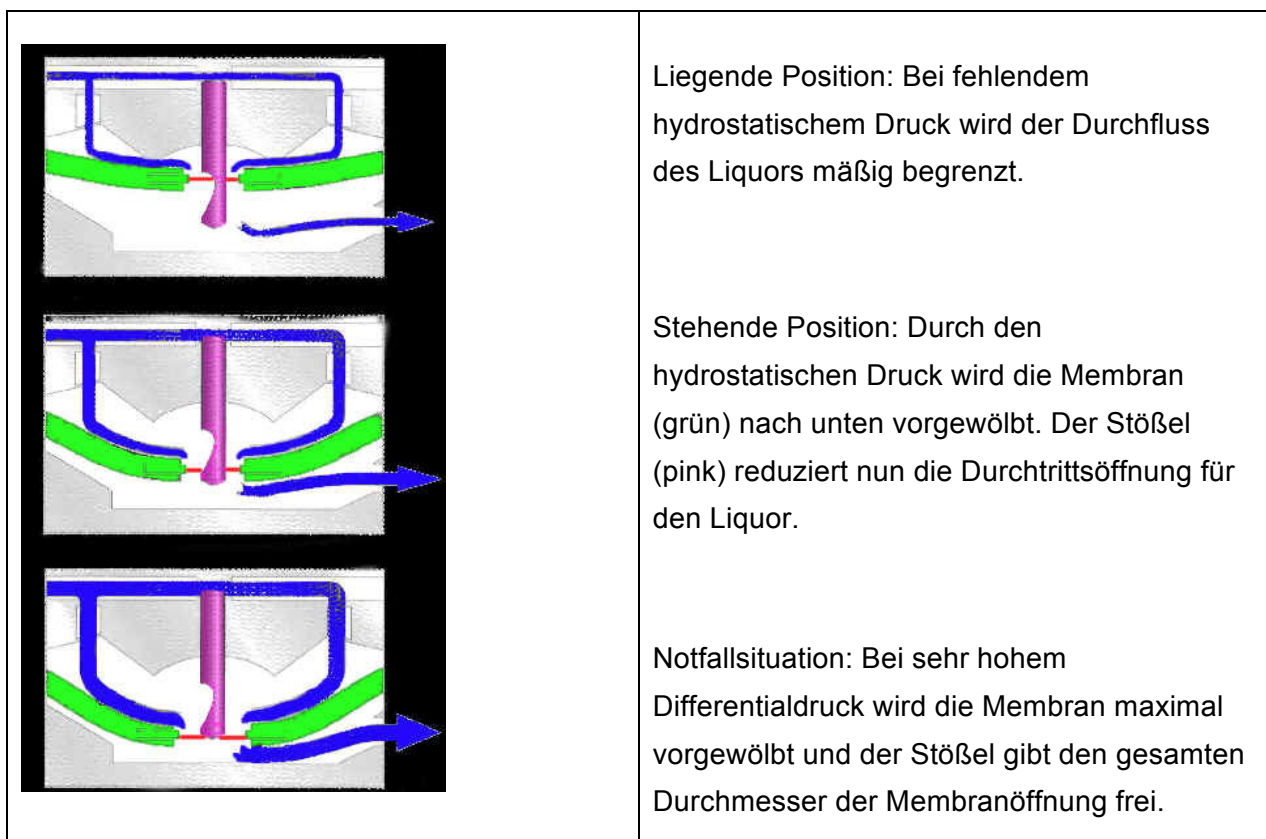 Liegende Position: Bei fehlendem
hydrostatischem Druck wird der Durchfluss
des Liquors mäßig begrenzt.
Stehende Position: Durch den
hydrostatischen Druck wird die Membran
(grün) nach unten vorgewölbt. Der Stößel
(pink) reduziert nun die Durchtrittsöffnung für
den Liquor.
Notfallsituation: Bei sehr hohem
Differentialdruck wird die Membran maximal
vorgewölbt und der Stößel gibt den gesamten
Durchmesser der Membranöffnung frei.